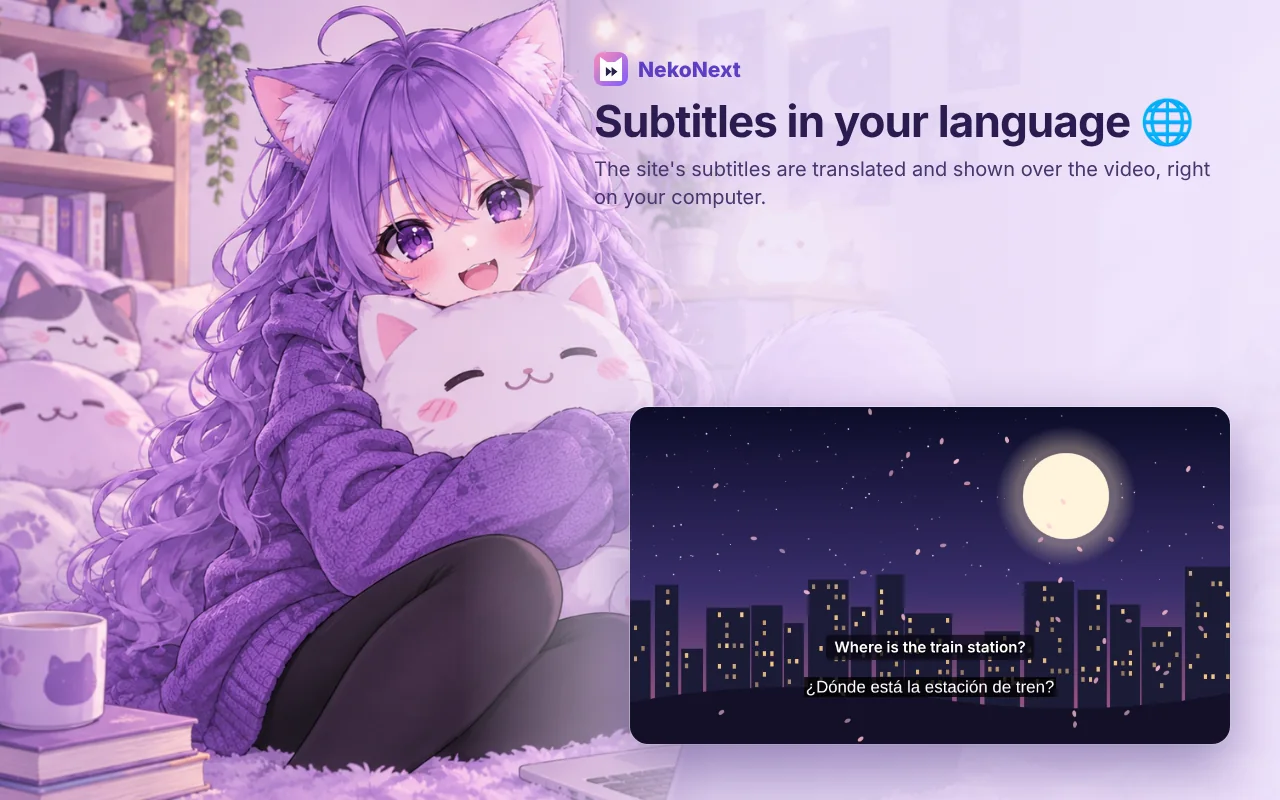 NekoNext
Subtitles in your language 🌐
The site's subtitles are translated and shown over the video, right
on your computer.
Where is the train station?
¿Dónde está la estación de tren?